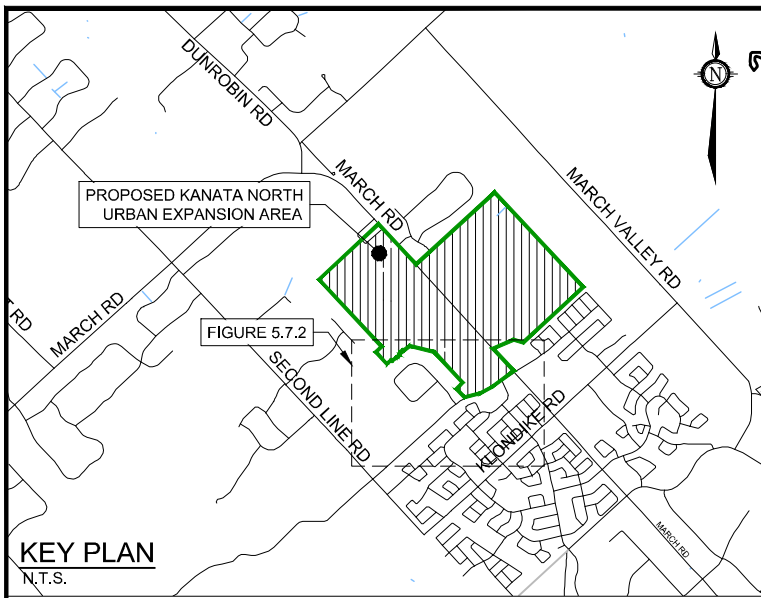 DUNROBIN RD
N
MARCH RD
MARCH VALLEY RD
PROPOSED KANATA NORTH
URBAN EXPANSION AREA
T RD
MARCH RD
FIGURE 5.7.2
SECOND LINE RD
KLONDIKE RD
MARCH RD
KEY PLAN
N.T.S.